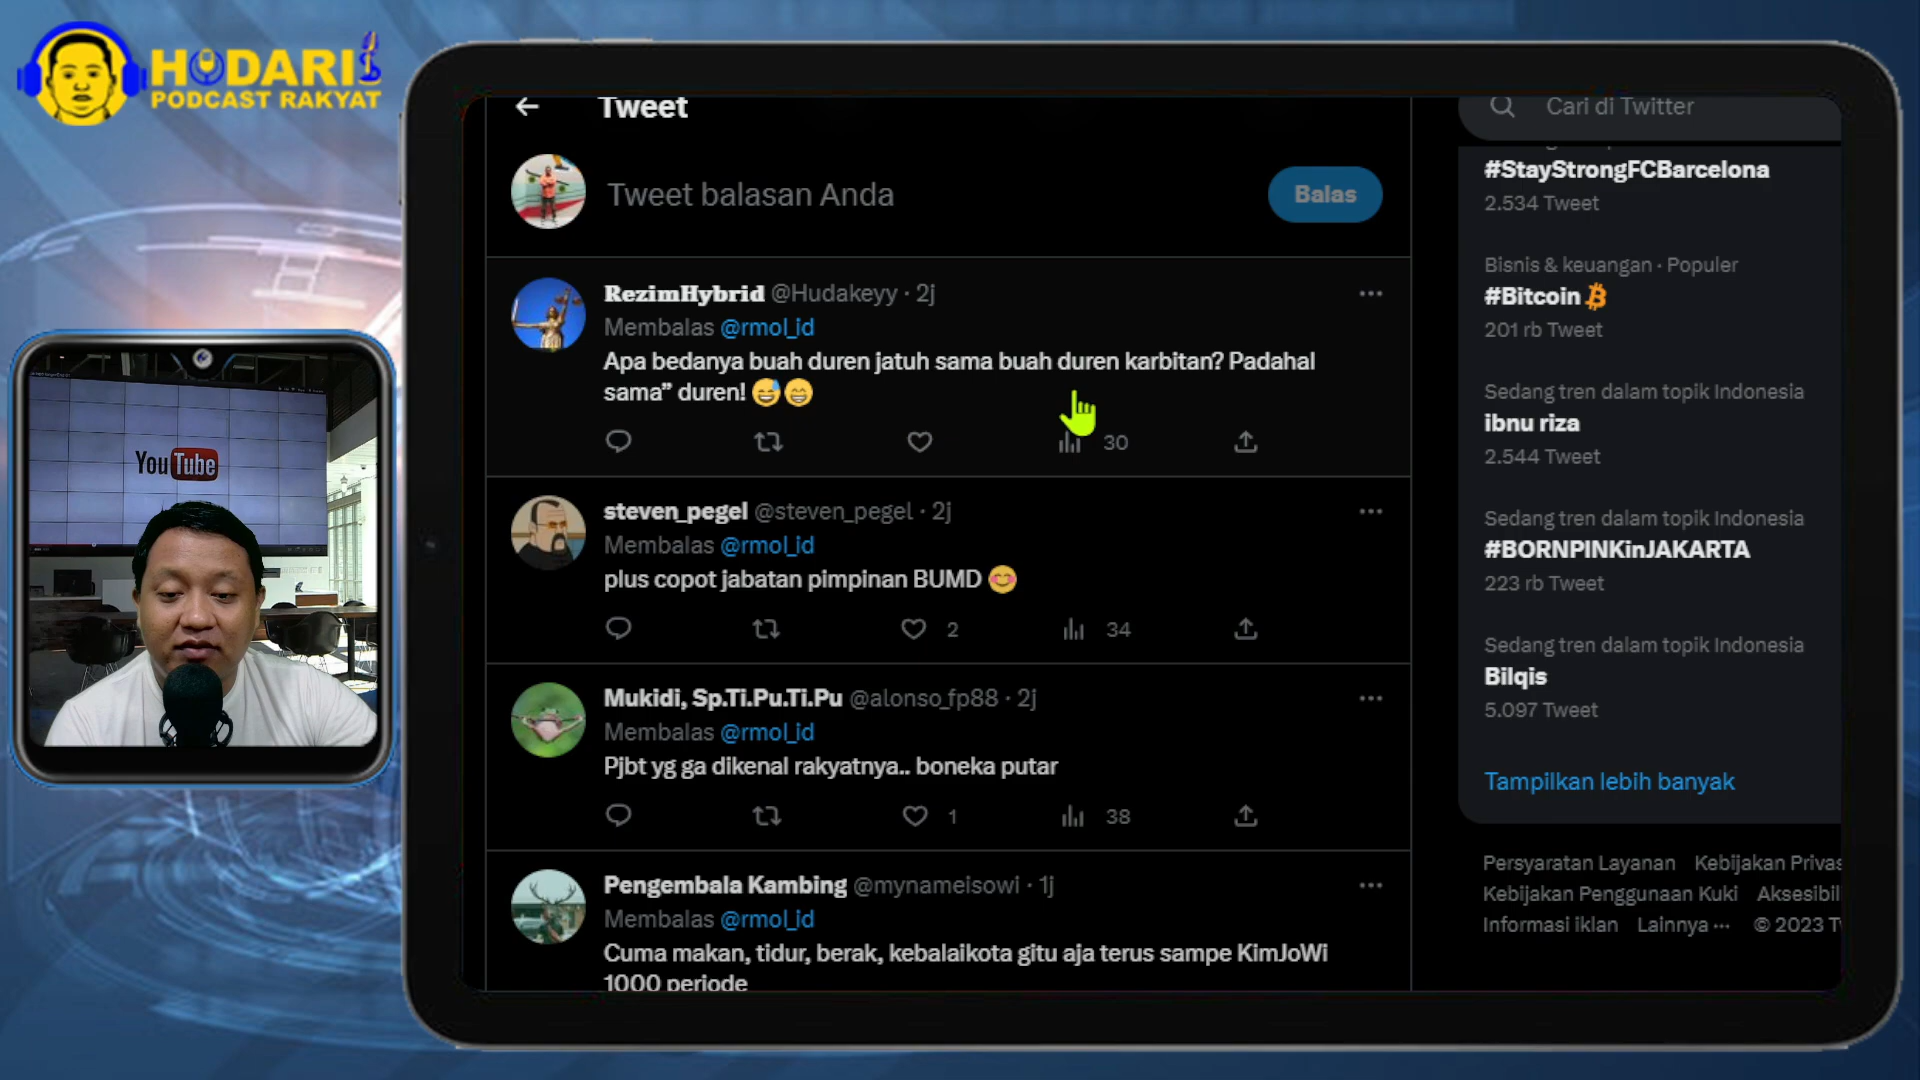 HODARI
PODCAST RAKYAT
YouTube
Tweet
Tweet balasan Anda
Balas
RezimHybrid @Hudakeyy · 2j
Membalas @rmol_id
Apa bedanya buah duren jatuh sama buah duren karbitan? Padahal
sama” duren! 😅😁
30
steven_pegel @steven_pegel · 2j
Membalas @rmol_id
plus copot jabatan pimpinan BUMD 😊
2
34
Mukidi, Sp.Ti.Pu.Ti.Pu @alonso_fp88 · 2j
Membalas @rmol_id
Pjbt yg ga dikenal rakyatnya.. boneka putar
1
38
Pengembala Kambing @mynameisowi · 1j
Membalas @rmol_id
Cuma makan, tidur, berak, kebalaikota gitu aja terus sampe KimJoWi
1000 periode
Cari di Twitter
#StayStrongFCBarcelona
2.534 Tweet
Bisnis & keuangan · Populer
#Bitcoin
201 rb Tweet
Sedang tren dalam topik Indonesia
ibnu riza
2.544 Tweet
Sedang tren dalam topik Indonesia
#BORNPINKinJAKARTA
223 rb Tweet
Sedang tren dalam topik Indonesia
Bilqis
5.097 Tweet
Tampilkan lebih banyak
Persyaratan Layanan Kebijakan Privas
Kebijakan Penggunaan Kuki Aksesibil
Informasi iklan Lainnya ··· © 2023 Tw